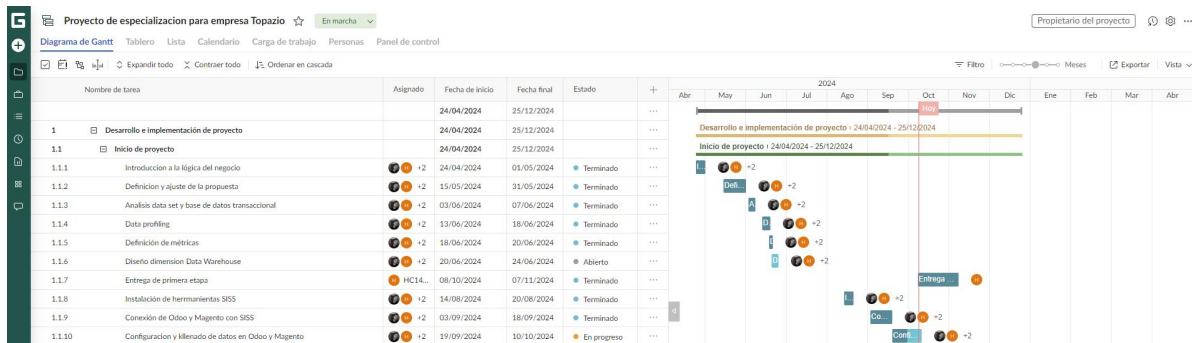 G Proyecto de especializacion para empresa Topazio En marcha Propietario del proyecto
Diagrama de Gantt Tablero Lista Calendario Carga de trabajo Personas Panel de control
Expandir todo Contraer todo Ordenar en cascada Filtro Meses Exportar Vista
2024
Nombre de tarea Asignado Fecha de inicio Fecha final Estado Abr May Jun Jul Ago Sep Oct Nov Dic Ene Feb Mar Abr
24/04/2024 25/12/2024 Hoy
1 Desarrollo e implementación de proyecto 24/04/2024 25/12/2024 Desarrollo e implementación de proyecto 24/04/2024 - 25/12/2024
1.1 Inicio de proyecto 24/04/2024 25/12/2024 Inicio de proyecto 24/04/2024 - 25/12/2024
1.1.1 Introduccion a la lógica del negocio H +2 24/04/2024 01/05/2024 Terminado I... H +2
1.1.2 Definicion y ajuste de la propuesta H +2 15/05/2024 31/05/2024 Terminado Defi... H +2
1.1.3 Analisis data set y base de datos transaccional H +2 03/06/2024 07/06/2024 Terminado A H +2
1.1.4 Data profiling H +2 13/06/2024 18/06/2024 Terminado D H +2
1.1.5 Definición de métricas H +2 18/06/2024 20/06/2024 Terminado D H +2
1.1.6 Diseño dimension Data Warehouse H +2 20/06/2024 24/06/2024 Abierto D H +2
1.1.7 Entrega de primera etapa H HC14... 08/10/2024 07/11/2024 Terminado Entrega ... H
1.1.8 Instalación de herrmanientas SISS H +2 14/08/2024 20/08/2024 Terminado I... H +2
1.1.9 Conexión de Odoo y Magento con SISS H +2 03/09/2024 18/09/2024 Terminado Co... H +2
1.1.10 Configuracion y kllenado de datos en Odoo y Magento H +2 19/09/2024 10/10/2024 En progreso Confi... H +2